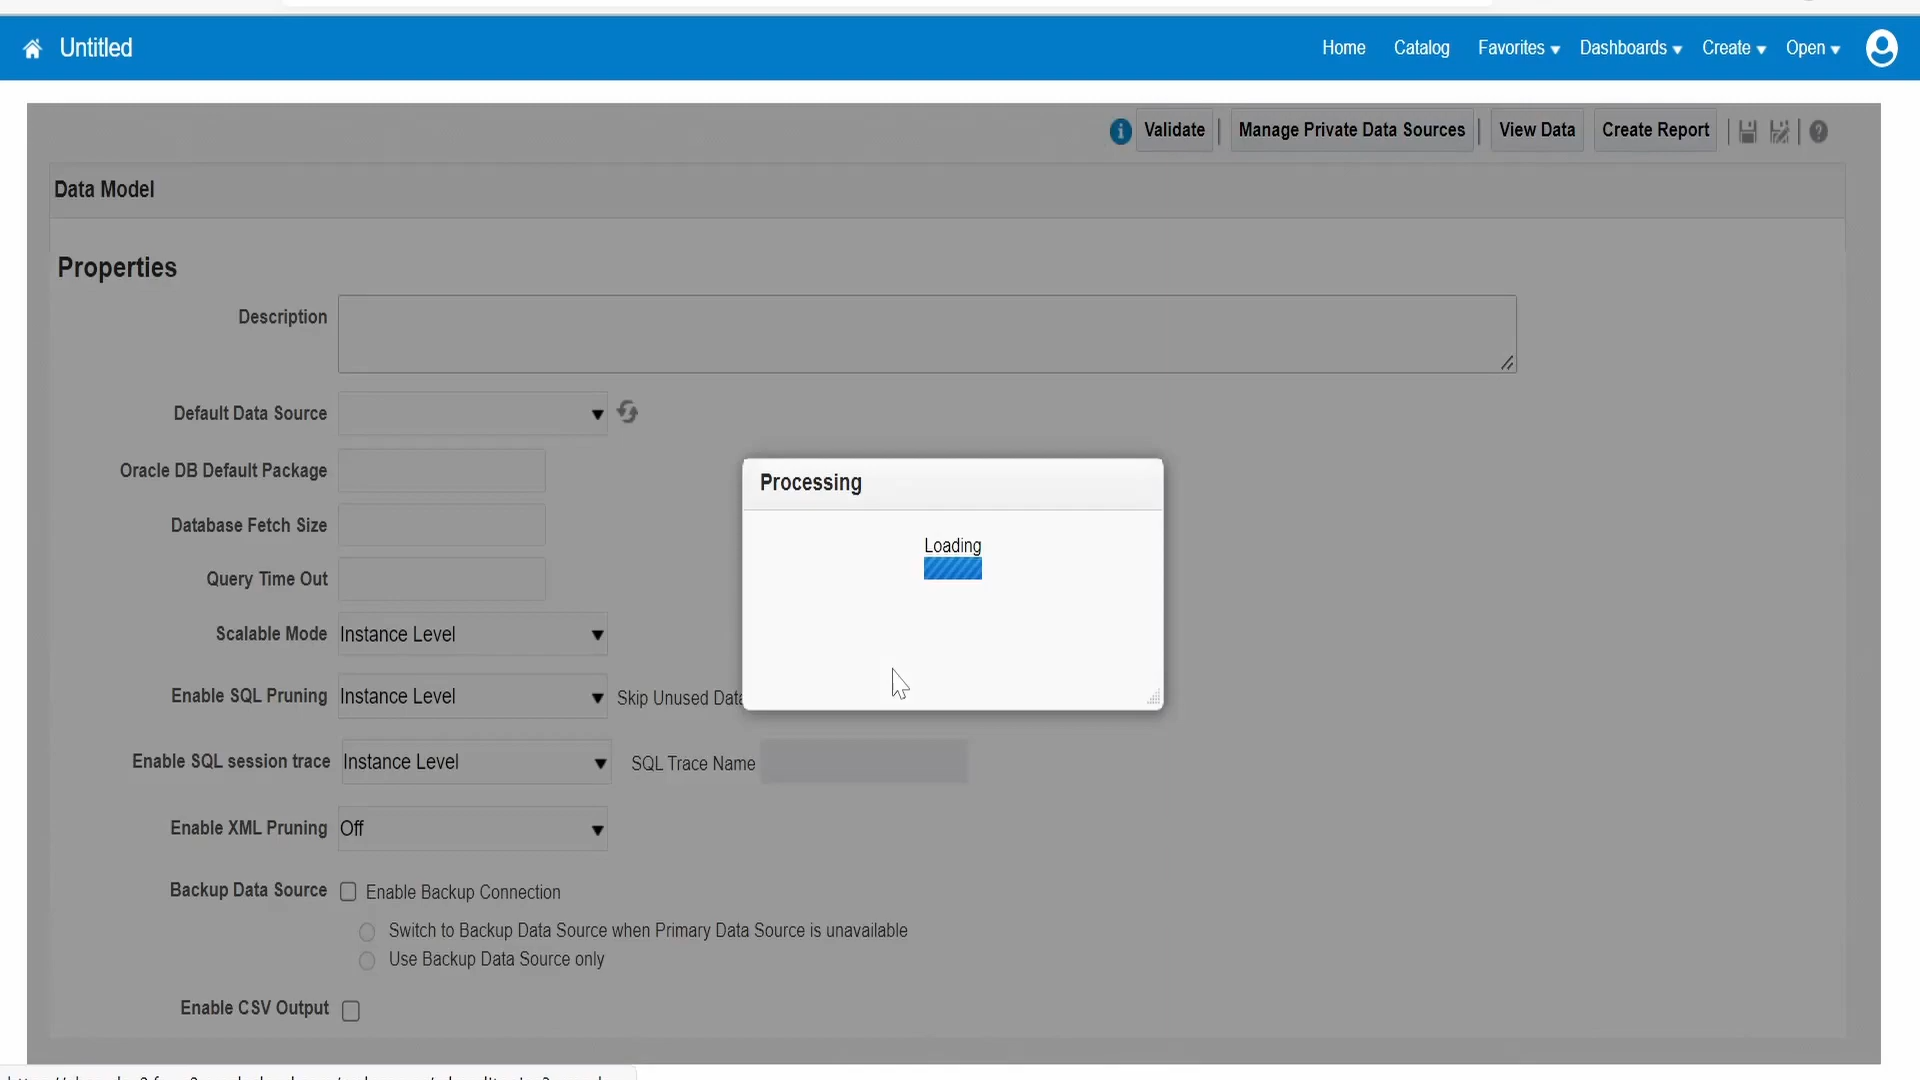 Untitled
Home Catalog Favorites Dashboards Create Open
Validate Manage Private Data Sources View Data Create Report
Data Model
Properties
Description
Default Data Source
Oracle DB Default Package
Processing
Database Fetch Size
Loading
Query Time Out
Scalable Mode Instance Level
Enable SQL Pruning Instance Level Skip Unused Data
Enable SQL session trace Instance Level SQL Trace Name
Enable XML Pruning Off
Backup Data Source Enable Backup Connection
Switch to Backup Data Source when Primary Data Source is unavailable
Use Backup Data Source only
Enable CSV Output